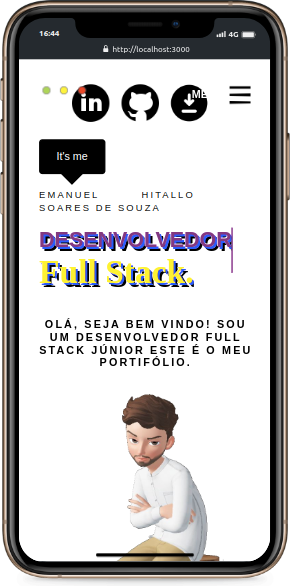 16:44
4G
http://localhost:3000
in
ME
It's me
EMANUEL HITALLO
SOARES DE SOUZA
DESENVOLVEDOR
Full Stack.
OLÁ, SEJA BEM VINDO! SOU
UM DESENVOLVEDOR FULL
STACK JÚNIOR ESTE É O MEU
PORTIFÓLIO.